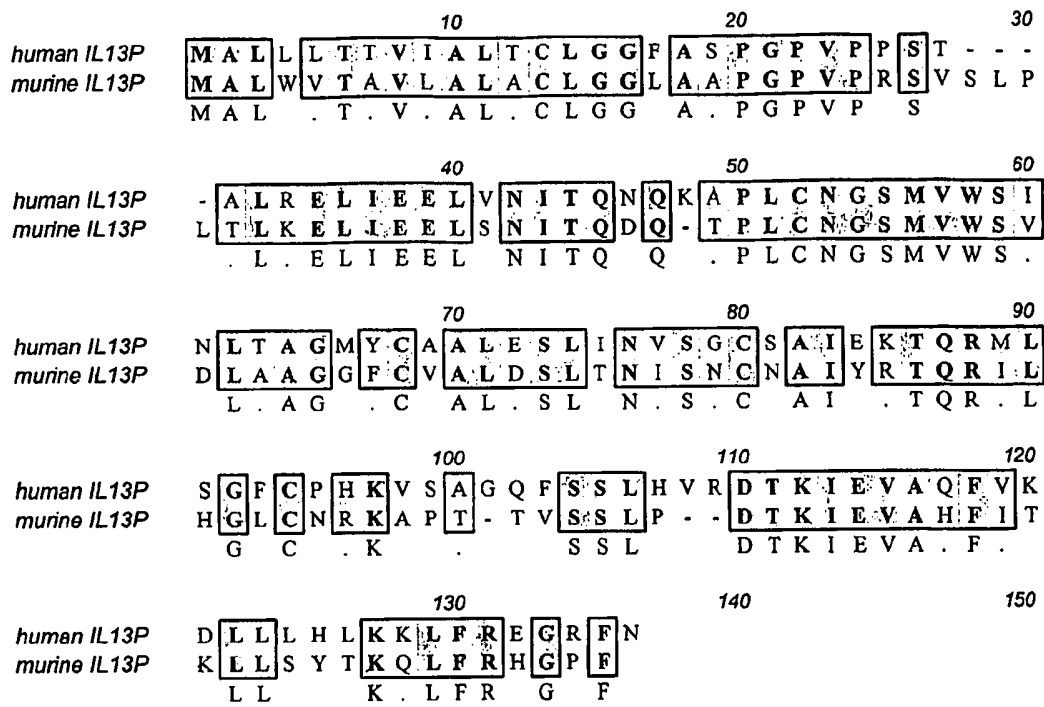 10 20 30
human IL13P M A L L L T T V I A L T C L G G F A S P G P V P P S T - - -
murine IL13P M A L W V T A V L A L A C L G G L A A P G P V P R S V S L P
M A L . T . V . A L . C L G G A . P G P V P S
40 50 60
human IL13P - A L R E L I E E L V N I T Q N Q K A P L C N G S M V W S I
murine IL13P L T L K E L I E E L S N I T Q D Q - T P L C N G S M V W S V
. L . E L I E E L N I T Q Q . P L C N G S M V W S .
70 80 90
human IL13P N L T A G M Y C A A L E S L I N V S G C S A I E K T Q R M L
murine IL13P D L A A G G F C V A L D S L T N I S N C N A I Y R T Q R I L
L . A G . C A L . S L N . S . C A I . T Q R . L
100 110 120
human IL13P S G F C P H K V S A G Q F S S L H V R D T K I E V A Q F V K
murine IL13P H G L C N R K A P T - T V S S L P - - D T K I E V A H F I T
G C . K . S S L D T K I E V A . F .
130 140 150
human IL13P D L L L H L K K L F R E G R F N
murine IL13P K L L S Y T K Q L F R H G P F
L L K . L F R G F